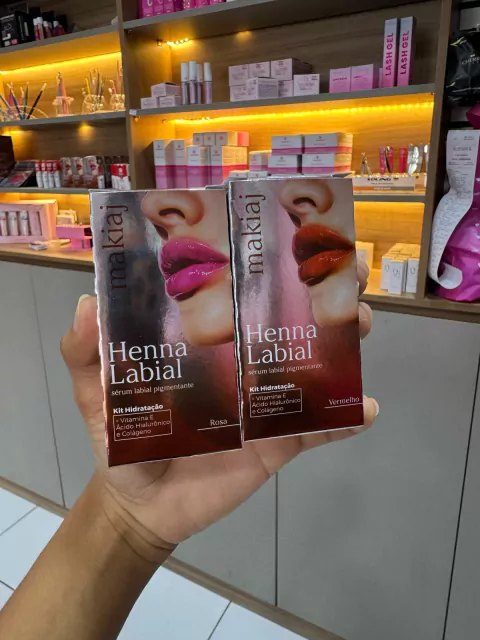 makiaj
Henna
Labial
sérum labial pigmentante
Kit Hidratação
+ Vitamina E
Ácido Hialurônico
e Colágeno
Rosa
makiaj
Henna
Labial
sérum labial pigmentante
Kit Hidratação
+ Vitamina E
Ácido Hialurônico
e Colágeno
Vermelho
LASH GEL
LASH GEL